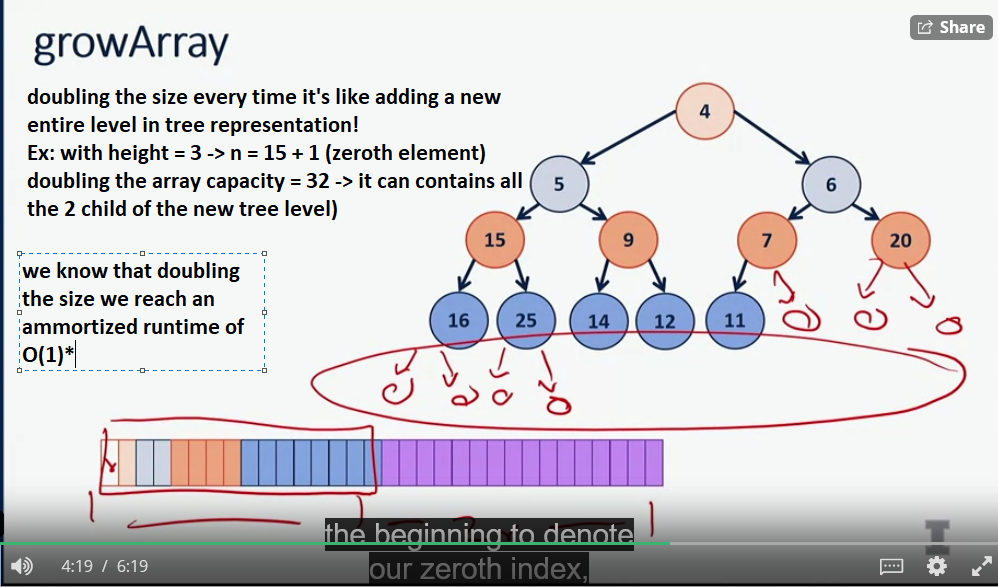 Share
growArray
doubling the size every time it's like adding a new
entire level in tree representation!
Ex: with height = 3 -> n = 15 + 1 (zeroth element)
doubling the array capacity = 32 -> it can contains all
the 2 child of the new tree level)
we know that doubling
the size we reach an
ammortized runtime of
O(1)*
4
5 6
15 9 7 20
16 25 14 12 11
the beginning to denote
our zeroth index,
4:19 / 6:19
I